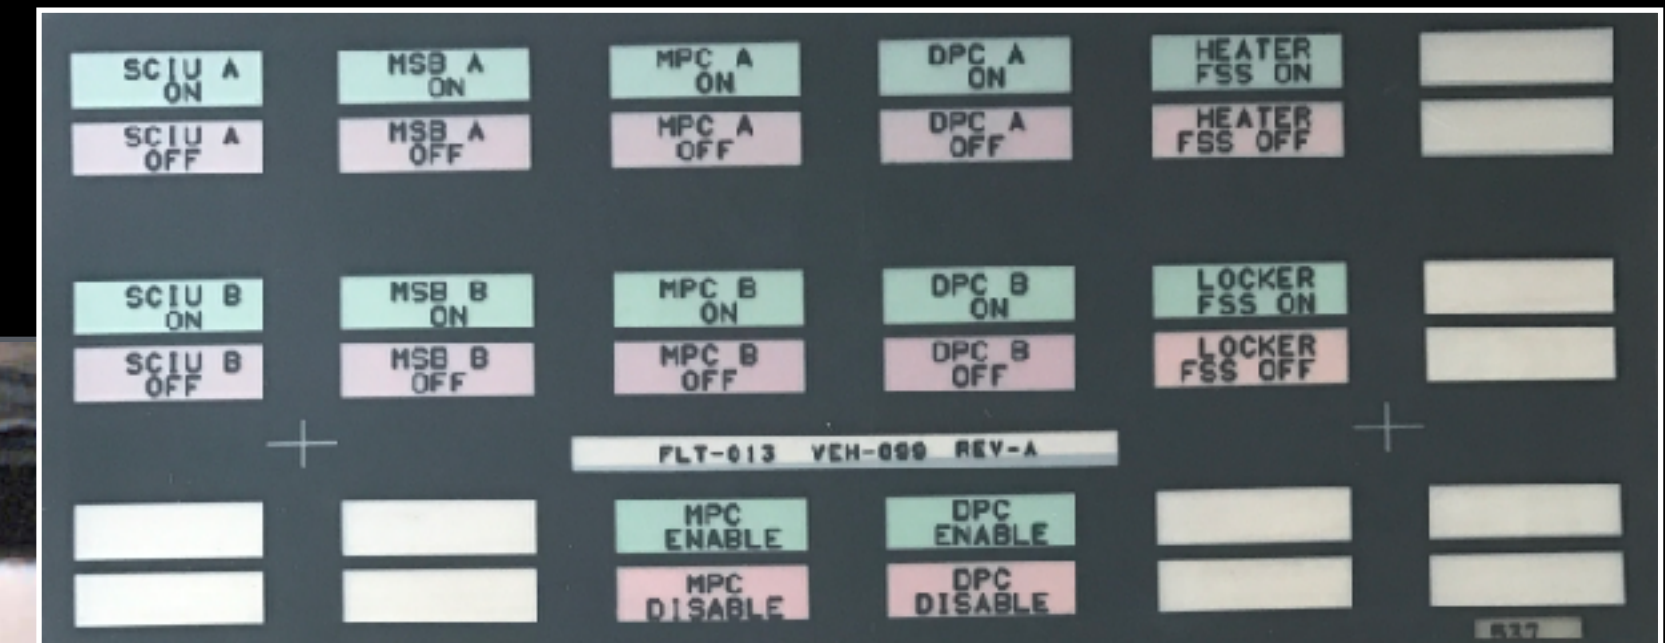 SCIU A
ON
MSB A
ON
MPC A
ON
DPC A
ON
HEATER
FSS ON
SCIU A
OFF
MSB A
OFF
MPC A
OFF
DPC A
OFF
HEATER
FSS OFF
SCIU B
ON
MSB B
ON
MPC B
ON
DPC B
ON
LOCKER
FSS ON
SCIU B
OFF
MSB B
OFF
MPC B
OFF
DPC B
OFF
LOCKER
FSS OFF
FLT-013 VEH-099 REV-A
MPC
ENABLE
DPC
ENABLE
MPC
DISABLE
DPC
DISABLE